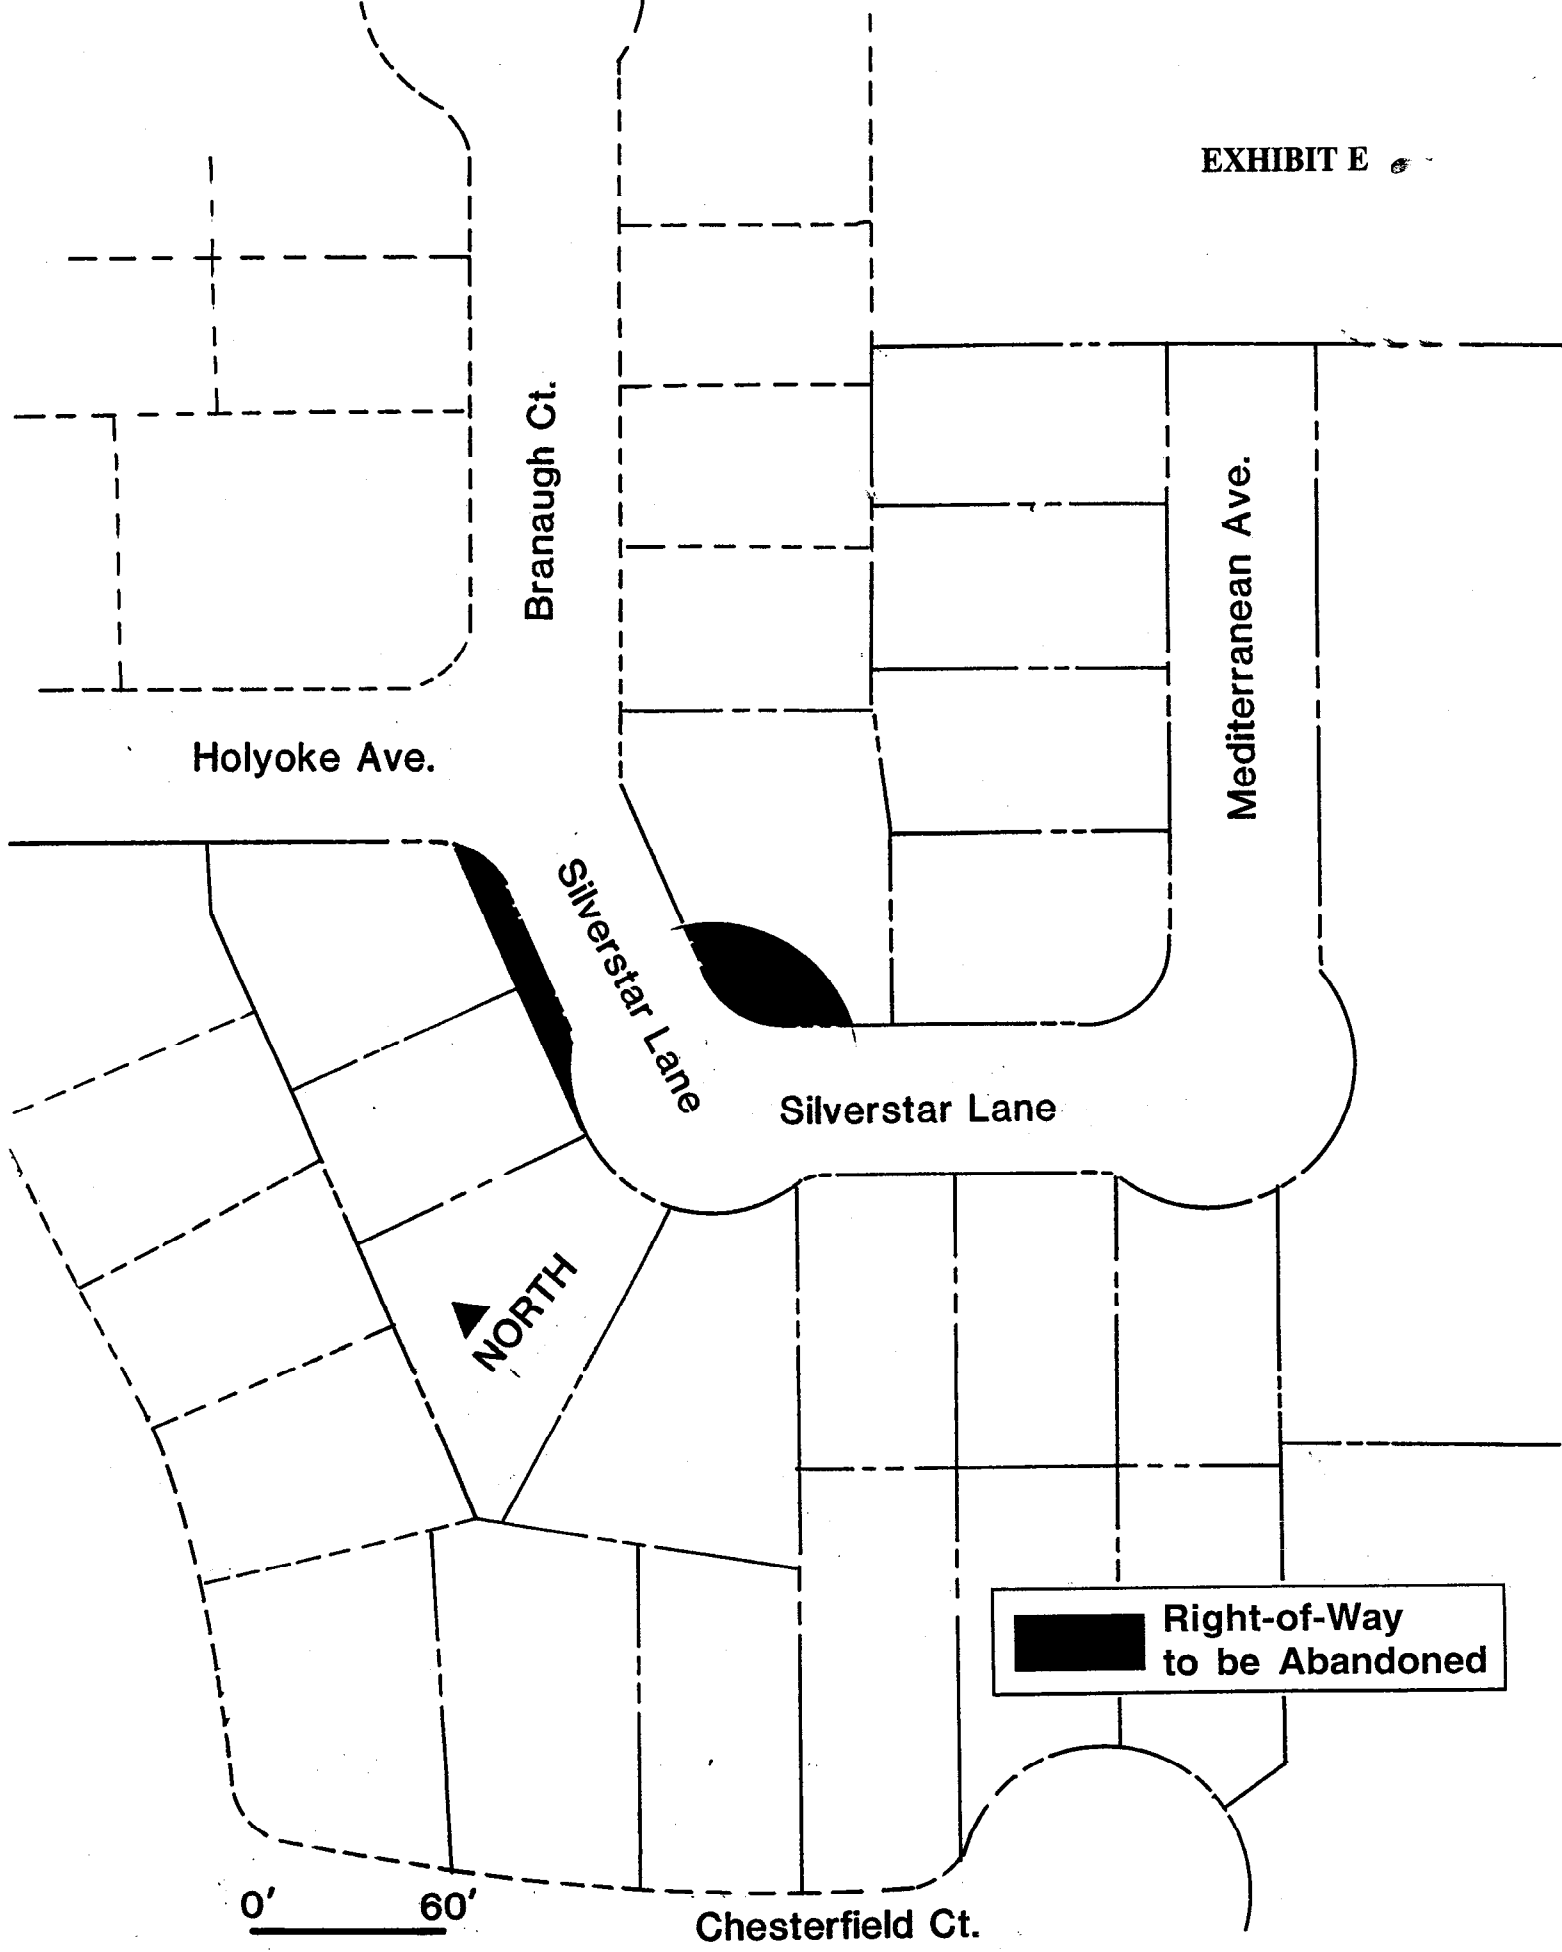 EXHIBIT E
Branaugh Ct.
Mediterranean Ave.
Holyoke Ave.
Silverstar Lane
Silverstar Lane
NORTH
Right-of-Way
to be Abandoned
0' 60'
Chesterfield Ct.